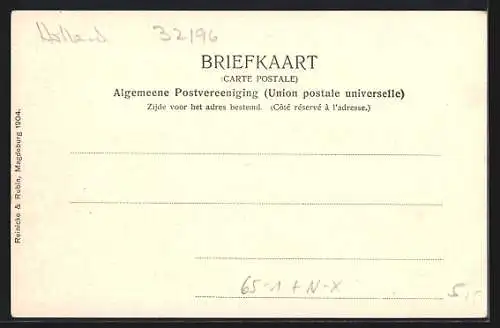 Holland 32196
BRIEFKAART
(CARTE POSTALE)
Algemeene Postvereeniging (Union postale universelle)
Zijde voor het adres bestemd. (Côté réservé à l'adresse.)
Reinicke & Rubin, Magdeburg 1904.
65-1 + N-X
5,-